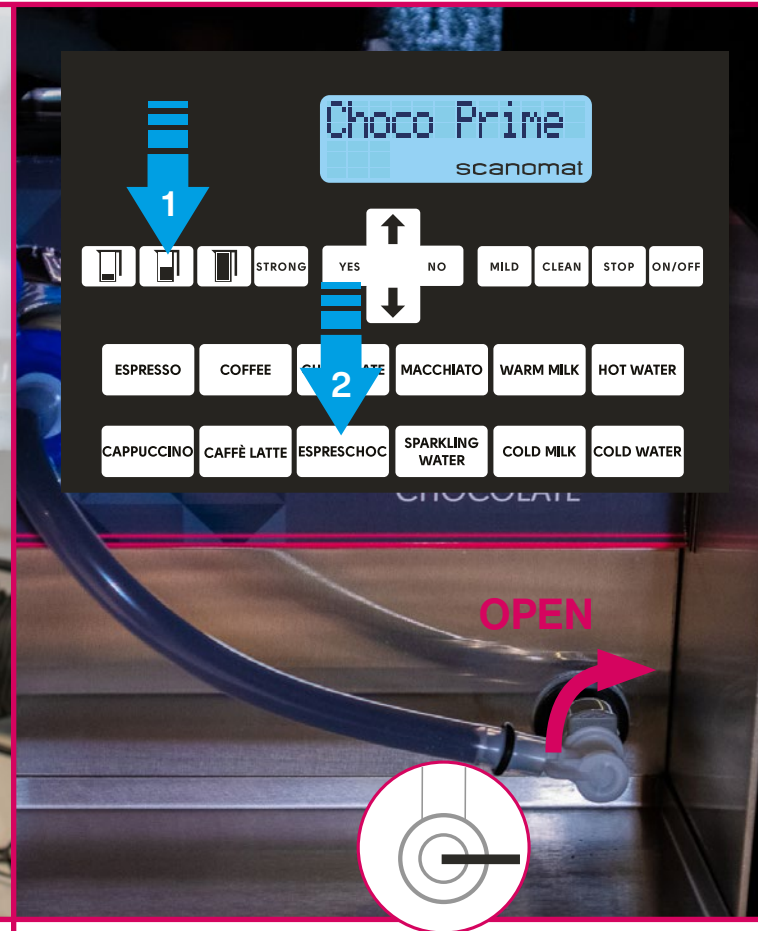 Choco Prime
scanomat
1
STRONG
YES
NO
MILD
CLEAN
STOP
ON/OFF
ESPRESSO
COFFEE
MACCHIATO
WARM MILK
HOT WATER
2
CAPPUCCINO
CAFFÈ LATTE
ESPRESCHOC
SPARKLING
WATER
COLD MILK
COLD WATER
CHOCOLATE
OPEN